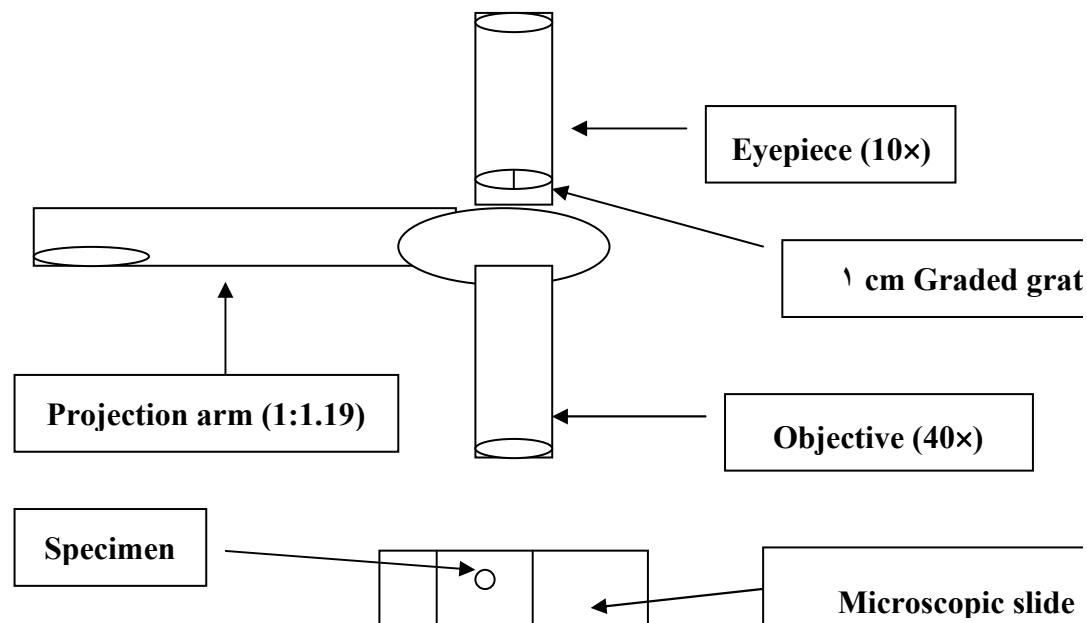 Eyepiece (10×)
١ cm Graded grat
Projection arm (1:1.19)
Objective (40×)
Specimen
Microscopic slide